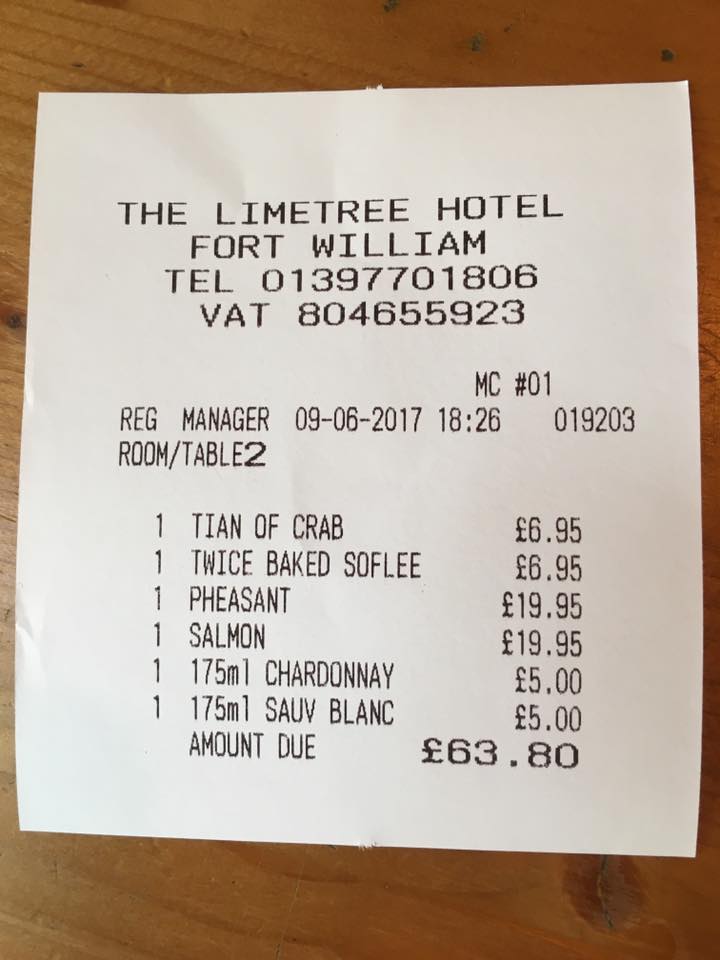 THE LIMETREE HOTEL
FORT WILLIAM
TEL 01397701806
VAT 804655923
MC #01
REG MANAGER 09-06-2017 18:26 019203
ROOM/TABLE2
1 TIAN OF CRAB £6.95
1 TWICE BAKED SOFLEE £6.95
1 PHEASANT £19.95
1 SALMON £19.95
1 175ml CHARDONNAY £5.00
1 175ml SAUV BLANC £5.00
AMOUNT DUE £63.80